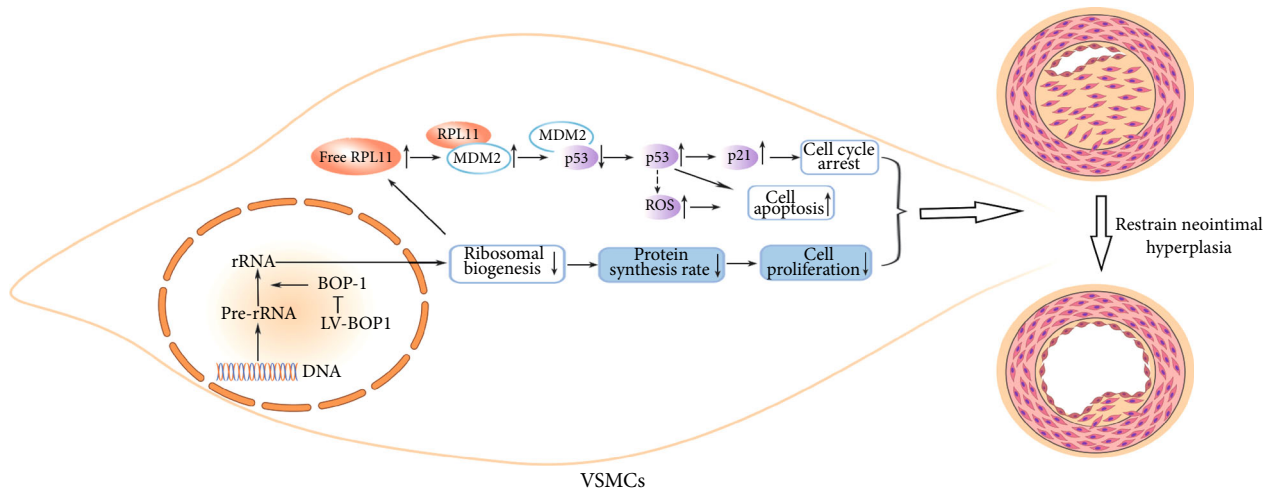 RPL11
MDM2
Free RPL11
MDM2
p53
p53
p21
Cell cycle
arrest
ROS
Cell
apoptosis
rRNA
Ribosomal
biogenesis
Protein
synthesis rate
Cell
proliferation
BOP-1
Pre-rRNA
LV-BOP1
DNA
Restrain neointimal
hyperplasia
VSMCs